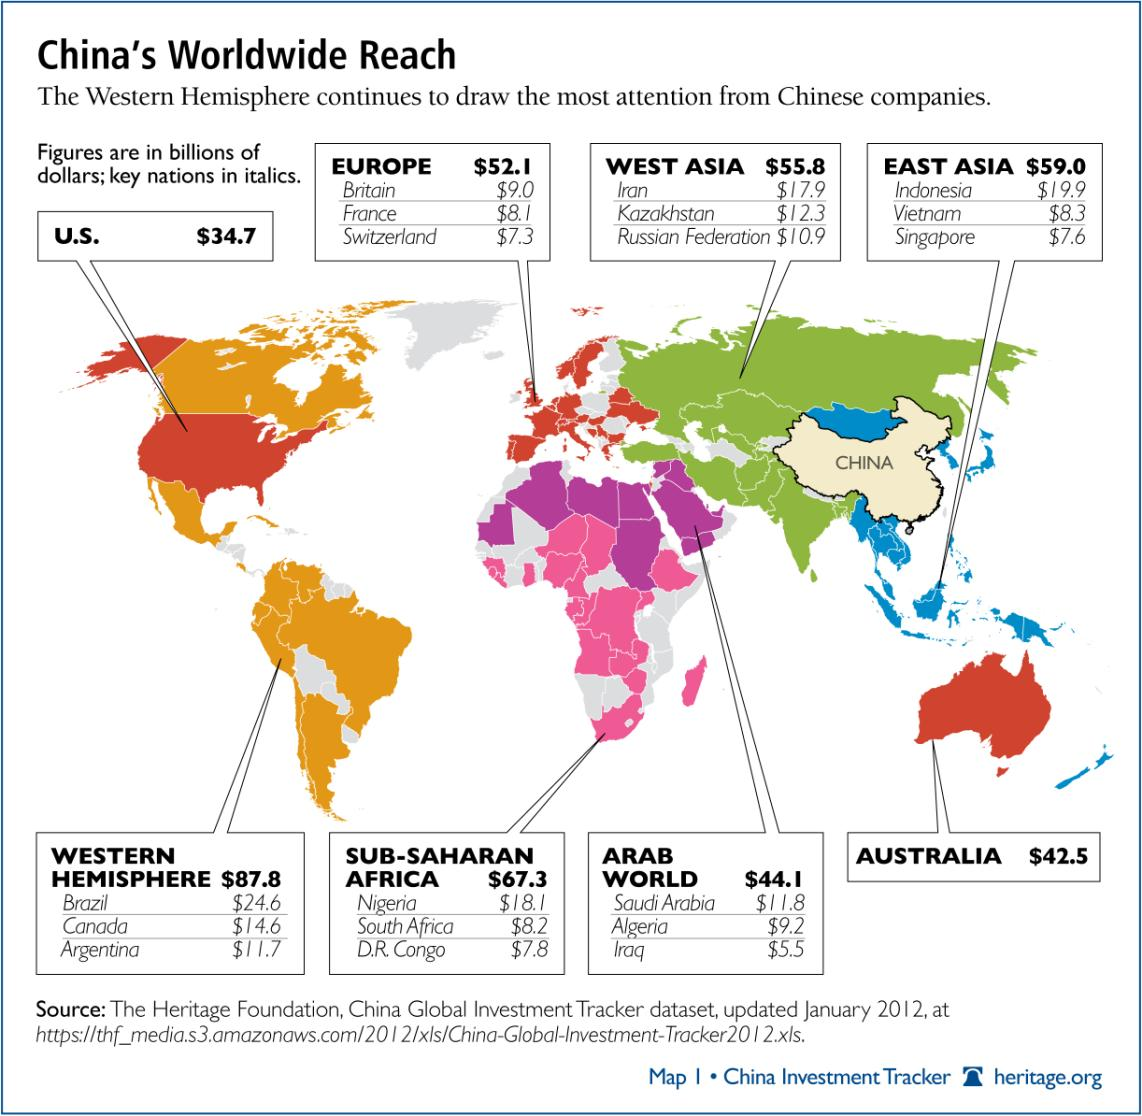 China's Worldwide Reach
The Western Hemisphere continues to draw the most attention from Chinese companies.
Figures are in billions of
dollars; key nations in italics.
U.S. $34.7
EUROPE $52.1
Britain $9.0
France $8.1
Switzerland $7.3
WEST ASIA $55.8
Iran $17.9
Kazakhstan $12.3
Russian Federation $10.9
EAST ASIA $59.0
Indonesia $19.9
Vietnam $8.3
Singapore $7.6
CHINA
WESTERN
HEMISPHERE $87.8
Brazil $24.6
Canada $14.6
Argentina $11.7
SUB-SAHARAN
AFRICA $67.3
Nigeria $18.1
South Africa $8.2
D.R. Congo $7.8
ARAB
WORLD $44.1
Saudi Arabia $11.8
Algeria $9.2
Iraq $5.5
AUSTRALIA $42.5
Source: The Heritage Foundation, China Global Investment Tracker dataset, updated January 2012, at
https://thf_media.s3.amazonaws.com/2012/xls/China-Global-Investment-Tracker2012.xls.
Map 1 • China Investment Tracker heritage.org